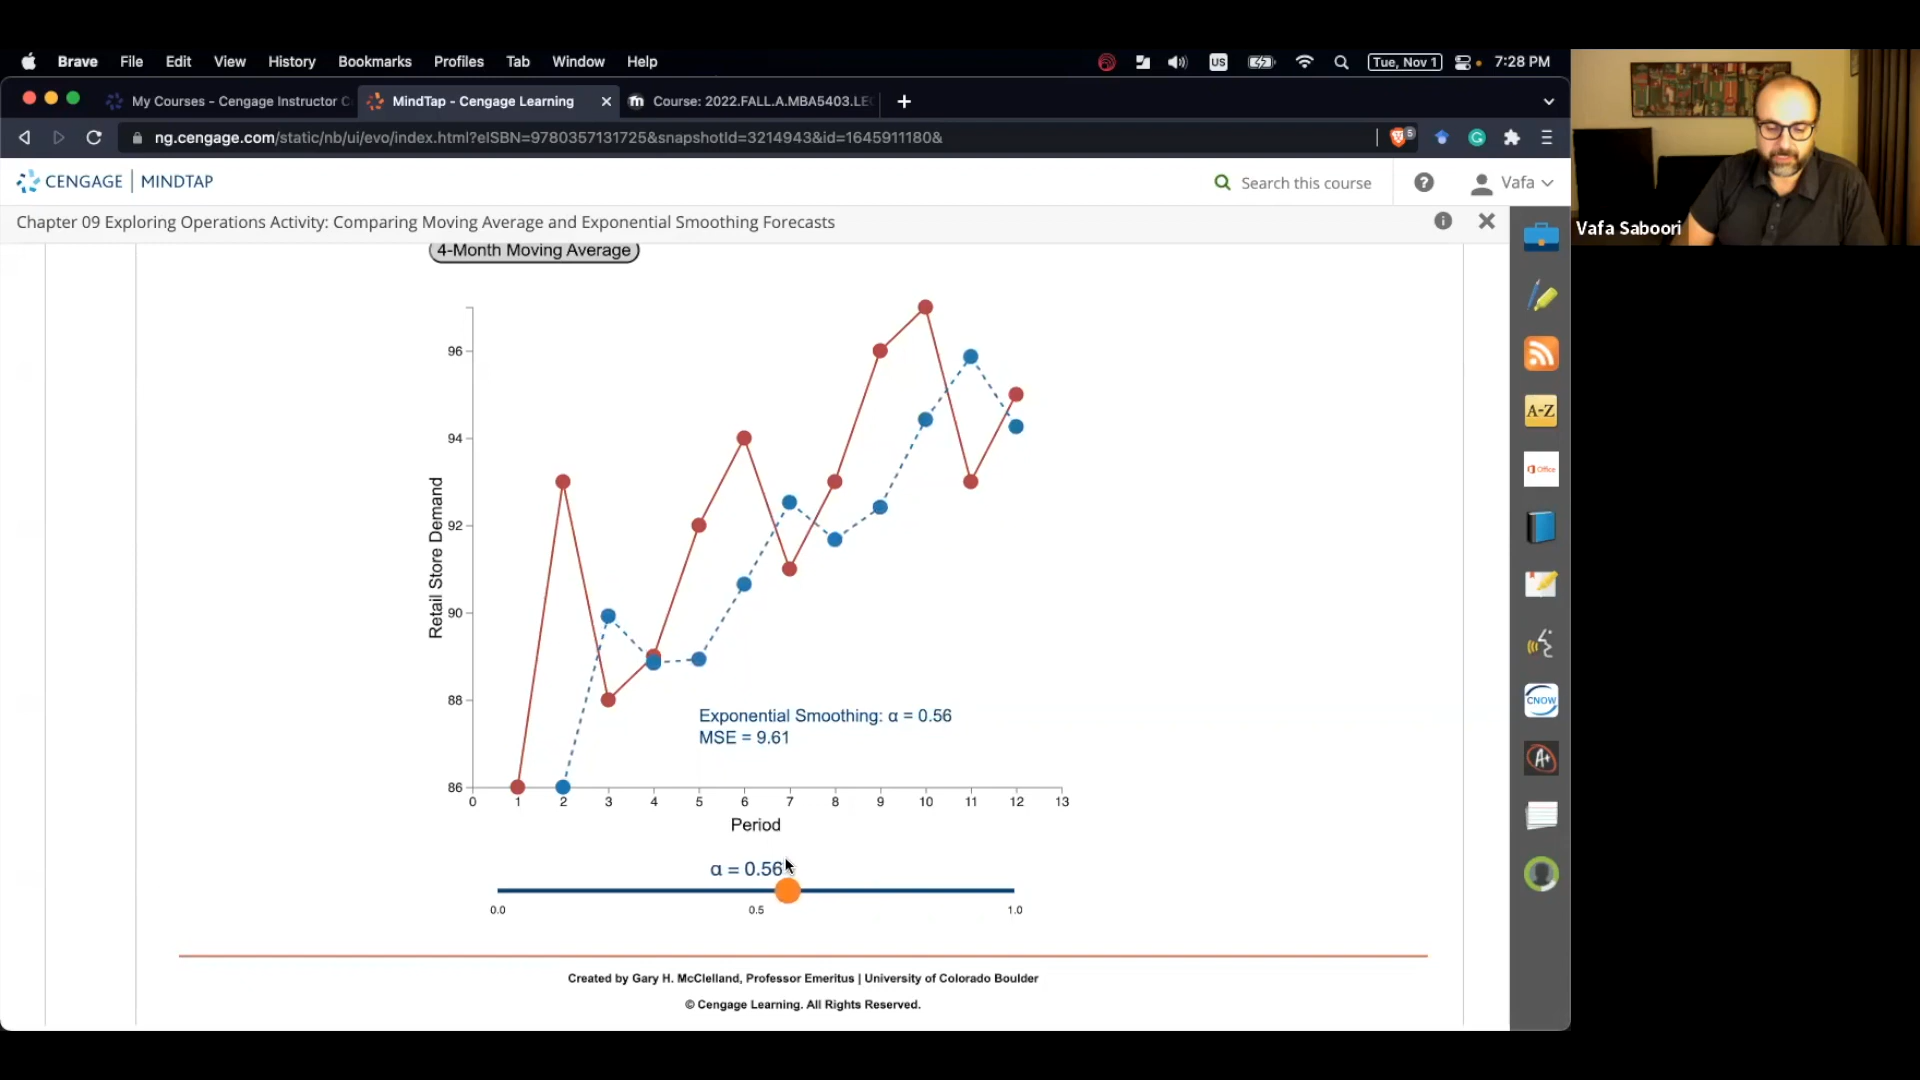 Brave File Edit View History Bookmarks Profiles Tab Window Help US Tue, Nov 1 7:28 PM
My Courses - Cengage Instructor C MindTap - Cengage Learning Course: 2022.FALL.A.MBA5403.LEC
ng.cengage.com/static/nb/ui/evo/index.html?eISBN=9780357131725&snapshotId=3214943&id=1645911180& 5
CENGAGE MINDTAP Search this course Vafa
Chapter 09 Exploring Operations Activity: Comparing Moving Average and Exponential Smoothing Forecasts
Vafa Saboori
4-Month Moving Average
96
94
92
90
88
86
Retail Store Demand
Exponential Smoothing: α = 0.56
MSE = 9.61
0 1 2 3 4 5 6 7 8 9 10 11 12 13
Period
α = 0.56
0.0 0.5 1.0
Created by Gary H. McClelland, Professor Emeritus | University of Colorado Boulder
© Cengage Learning. All Rights Reserved.
A-Z
Office
CNOW
A+